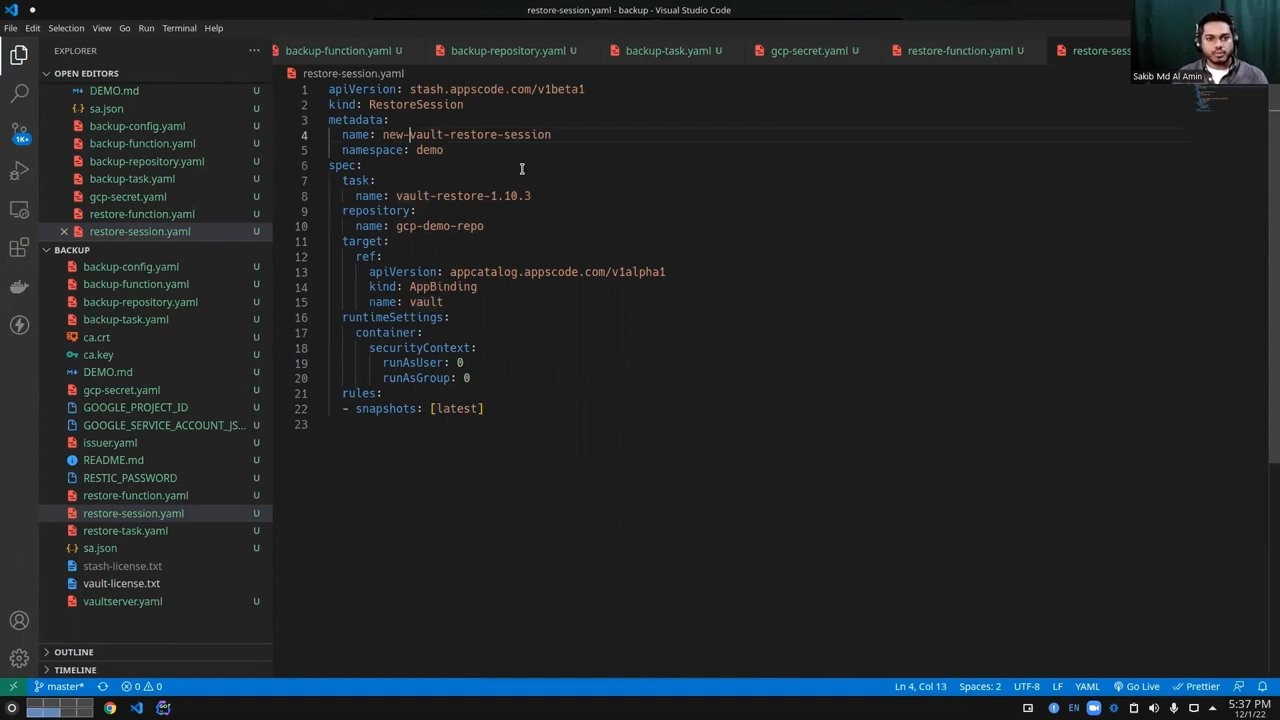 restore-session.yaml - backup - Visual Studio Code
File Edit Selection View Go Run Terminal Help
EXPLORER
OPEN EDITORS
DEMO.md
sa.json
backup-config.yaml U
backup-function.yaml U
backup-repository.yaml U
backup-task.yaml U
gcp-secret.yaml U
restore-function.yaml U
restore-session.yaml U
BACKUP
backup-config.yaml U
backup-function.yaml U
backup-repository.yaml U
backup-task.yaml U
ca.crt U
ca.key U
DEMO.md U
gcp-secret.yaml U
GOOGLE_PROJECT_ID U
GOOGLE_SERVICE_ACCOUNT_JS... U
issuer.yaml U
README.md U
RESTIC_PASSWORD U
restore-function.yaml U
restore-session.yaml U
restore-task.yaml U
sa.json U
stash-license.txt
vault-license.txt
vaultserver.yaml U
OUTLINE
TIMELINE
1K+
backup-function.yaml U backup-repository.yaml U backup-task.yaml U gcp-secret.yaml U restore-function.yaml U restore-sess
restore-session.yaml
1 apiVersion: stash.appscode.com/v1beta1
2 kind: RestoreSession
3 metadata:
4 name: new-vault-restore-session
5 namespace: demo
6 spec:
7 task:
8 name: vault-restore-1.10.3
9 repository:
10 name: gcp-demo-repo
11 target:
12 ref:
13 apiVersion: appcatalog.appscode.com/v1alpha1
14 kind: AppBinding
15 name: vault
16 runtimeSettings:
17 container:
18 securityContext:
19 runAsUser: 0
20 runAsGroup: 0
21 rules:
22 - snapshots: [latest]
23
Sakib Md Al Amin
master* 0 0 Ln 4, Col 13 Spaces: 2 UTF-8 LF YAML Go Live Prettier
EN 5:37 PM
12/1/22